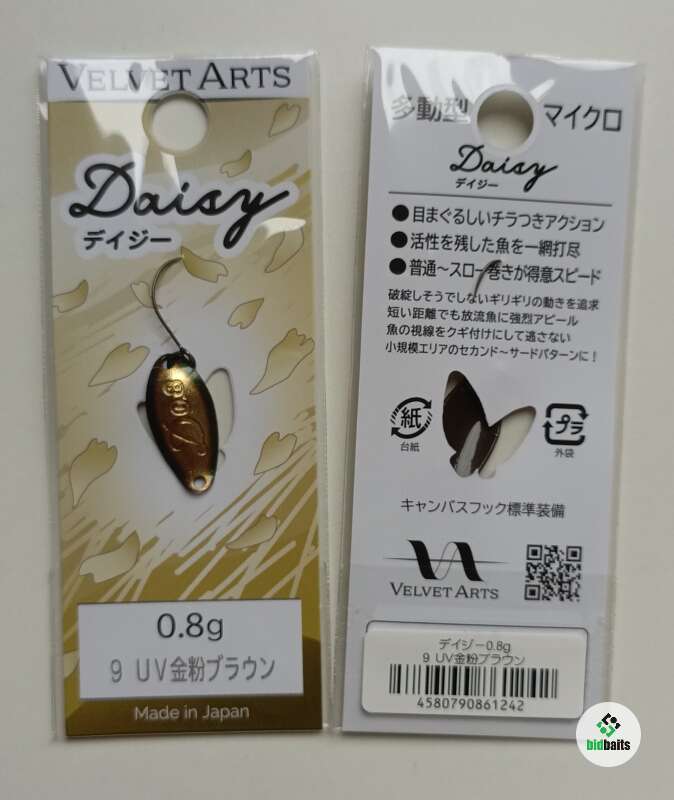 VELVET ARTS
Daisy
デイジー
0.8
0.8g
9 UV金粉ブラウン
Made in Japan
多動型 マイクロ
Daisy
デイジー
●目まぐるしいチラつきアクション
●活性を残した魚を一網打尽
●普通～スロー巻きが得意スピード
破綻しそうでしないギリギリの動きを追求
短い距離でも放流魚に強烈アピール
魚の視線をクギ付けにして逃さない
小規模エリアのセカンド～サードパターンに！
紙
台紙
プラ
外袋
キャンバスフック標準装備
VELVET ARTS
デイジー0.8g
9 UV金粉ブラウン
4580790861242
bidbaits